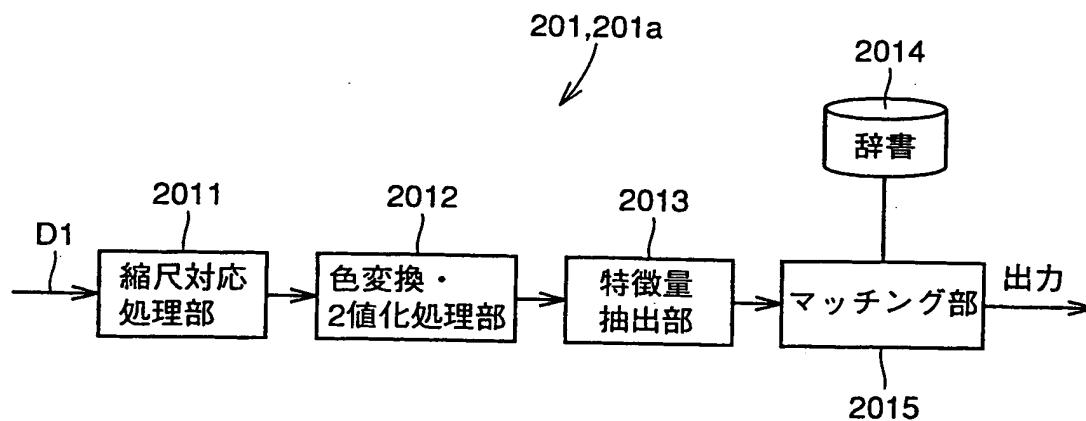 201,201a
2014
辞書
2011
2012
2013
D1
縮尺対応
処理部
色変換・
2値化処理部
特徴量
抽出部
マッチング部
出力
2015